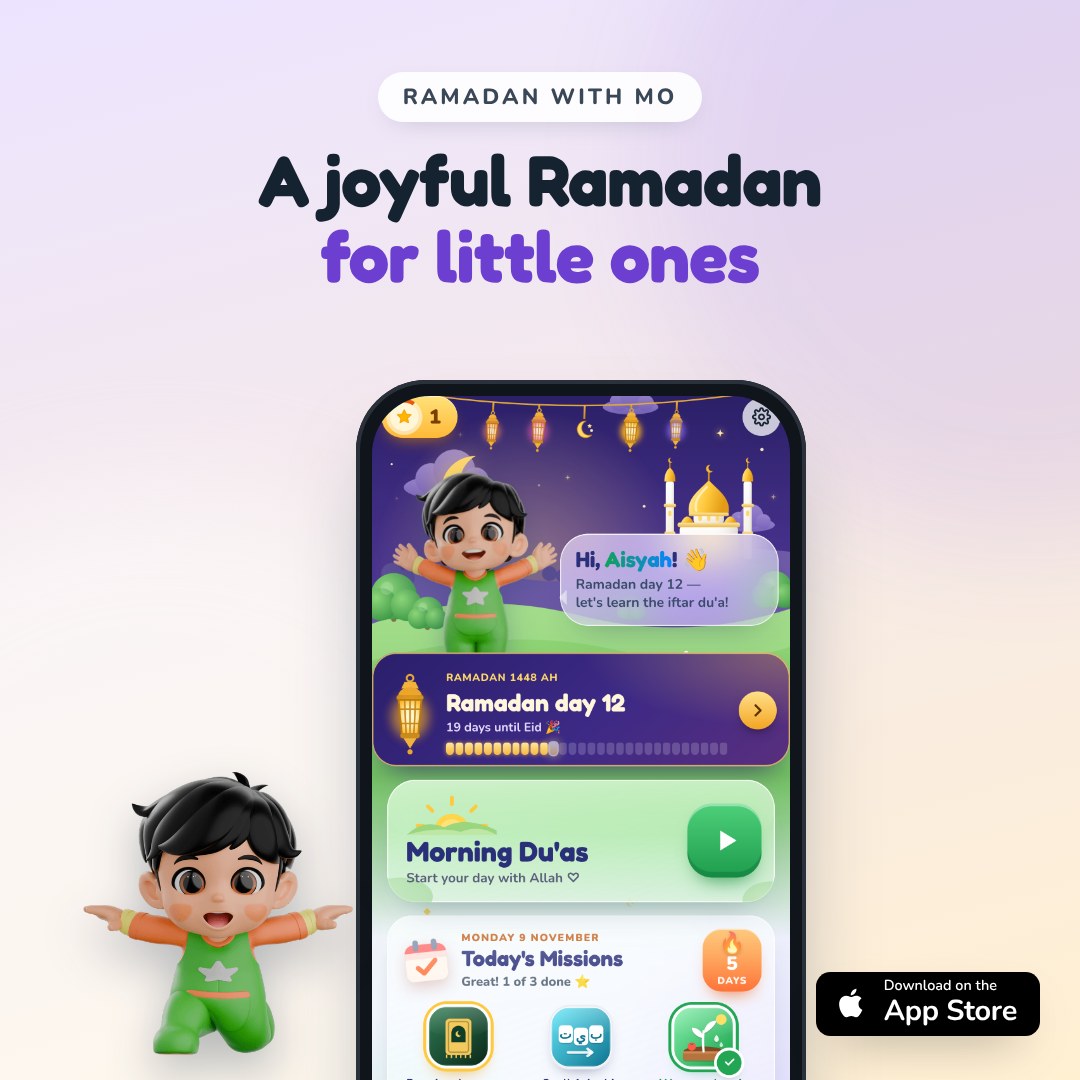 RAMADAN WITH MO
A joyful Ramadan
for little ones
1
Hi, Aisyah! 👋
Ramadan day 12 —
let's learn the iftar du'a!
RAMADAN 1448 AH
Ramadan day 12
19 days until Eid 🎉
Morning Du'as
Start your day with Allah ♡
MONDAY 9 NOVEMBER
Today's Missions
Great! 1 of 3 done ⭐
5
DAYS
ب ي ت
Download on the
App Store